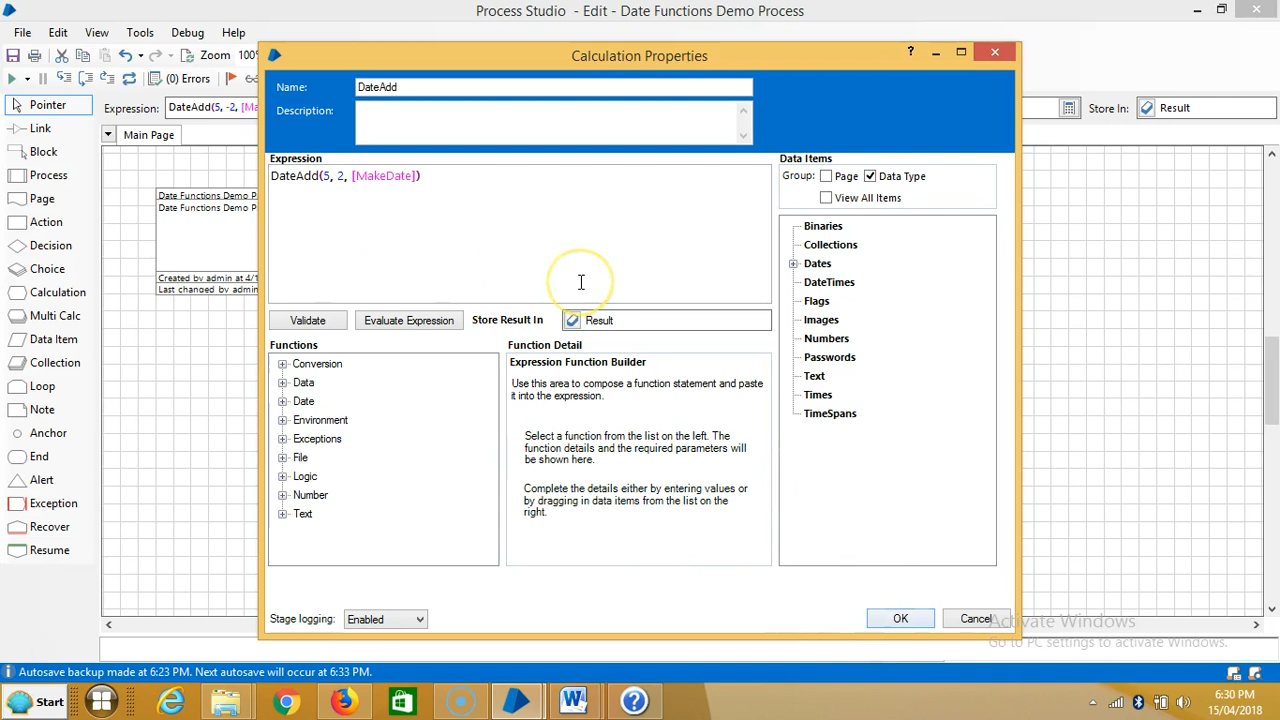 Process Studio - Edit - Date Functions Demo Process
File Edit View Tools Debug Help
Zoom 100%
(0) Errors
Calculation Properties
Pointer
Link
Block
Process
Page
Action
Decision
Choice
Calculation
Multi Calc
Data Item
Collection
Loop
Note
Anchor
End
Alert
Exception
Recover
Resume
Expression: DateAdd(5, -2, [Ma
Store In: Result
Main Page
Date Functions Demo P
Date Functions Demo P
Created by admin at 4/1
Last changed by admin
Name: DateAdd
Description:
Expression
DateAdd(5, 2, [MakeDate])
Validate Evaluate Expression Store Result In Result
Functions
Conversion
Data
Date
Environment
Exceptions
File
Logic
Number
Text
Function Detail
Expression Function Builder
Use this area to compose a function statement and paste
it into the expression.
Select a function from the list on the left. The
function details and the required parameters will
be shown here.
Complete the details either by entering values or
by dragging in data items from the list on the
right.
Data Items
Group: Page Data Type
View All Items
Binaries
Collections
Dates
DateTimes
Flags
Images
Numbers
Passwords
Text
Times
TimeSpans
Stage logging: Enabled
OK Cancel
Activate Windows
Go to PC settings to activate Windows.
Autosave backup made at 6:23 PM. Next autosave will occur at 6:33 PM.
Start
6:30 PM
15/04/2018